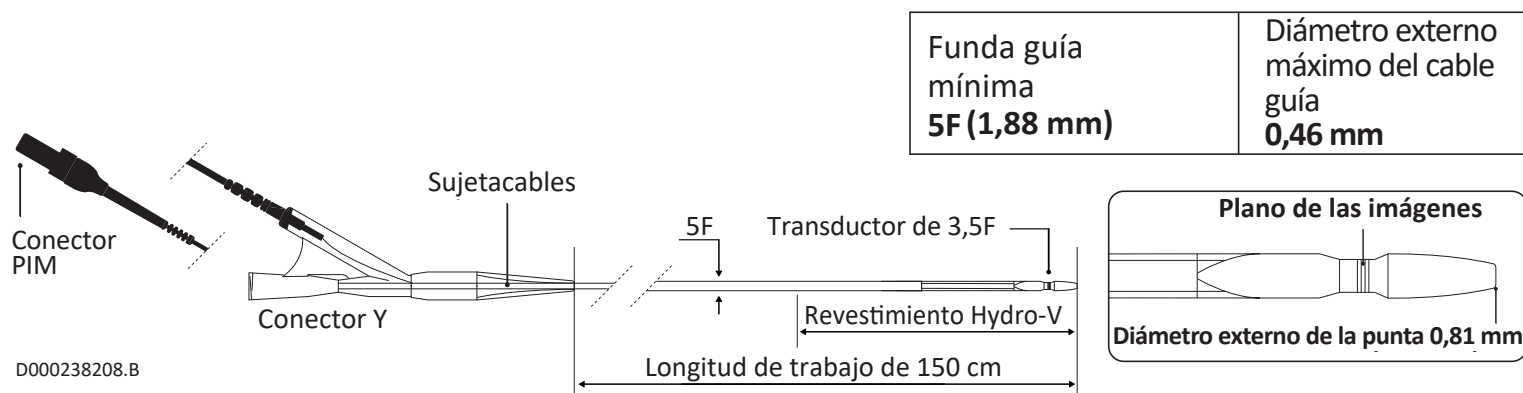 Funda guía
mínima
5F (1,88 mm)
Diámetro externo
máximo del cable
guía
0,46 mm
Conector
PIM
Sujetacables
5F
Transductor de 3,5F
Conector Y
Revestimiento Hydro-V
Longitud de trabajo de 150 cm
Plano de las imágenes
Diámetro externo de la punta 0,81 mm
D000238208.B